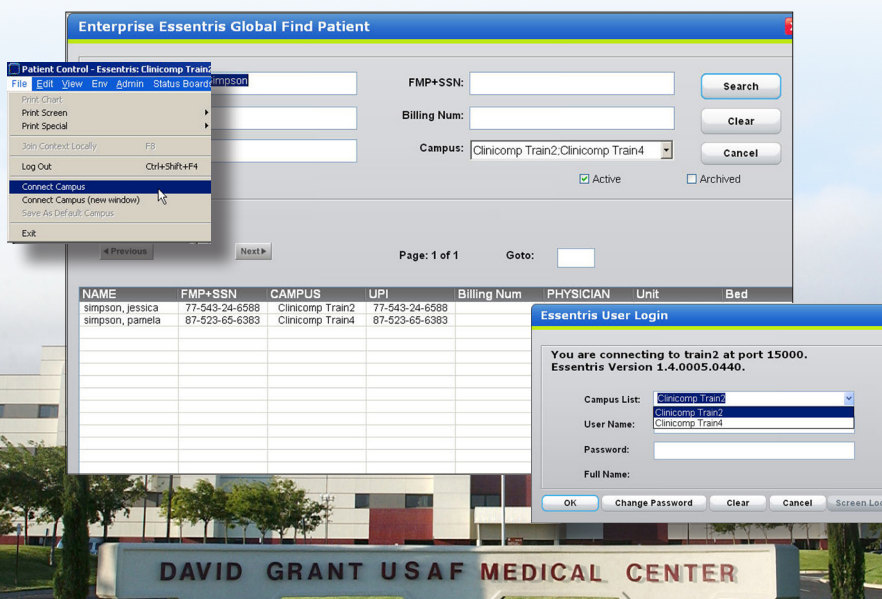 Enterprise Essentris Global Find Patient
Patient Control - Essentris: Clinicomp Train2
File Edit View Env Admin Status Boards
Print Chart
Print Screen
Print Special
Join Context Locally F8
Log Out Ctrl+Shift+F4
Connect Campus
Connect Campus (new window)
Save As Default Campus
Exit
simpson
FMP+SSN:
Search
Billing Num:
Clear
Campus: Clinicomp Train2;Clinicomp Train4
Cancel
Active Archived
Previous Next Page: 1 of 1 Goto:
NAME FMP+SSN CAMPUS UPI Billing Num PHYSICIAN Unit Bed
simpson, jessica 77-543-24-6588 Clinicomp Train2 77-543-24-6588
simpson, pamela 87-523-65-6383 Clinicomp Train4 87-523-65-6383
Essentris User Login
You are connecting to train2 at port 15000.
Essentris Version 1.4.0005.0440.
Campus List: Clinicomp Train2
Clinicomp Train2
User Name: Clinicomp Train4
Password:
Full Name:
OK Change Password Clear Cancel Screen Loc
DAVID GRANT USAF MEDICAL CENTER